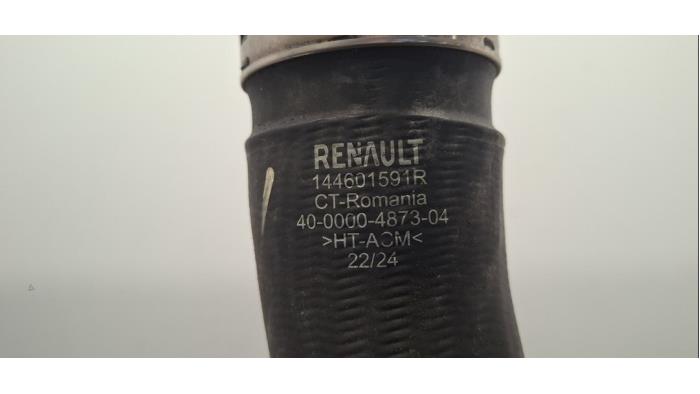 RENAULT
144601591R
CT-Romania
40-0000-4873-04
>HT-ACM<
22/24